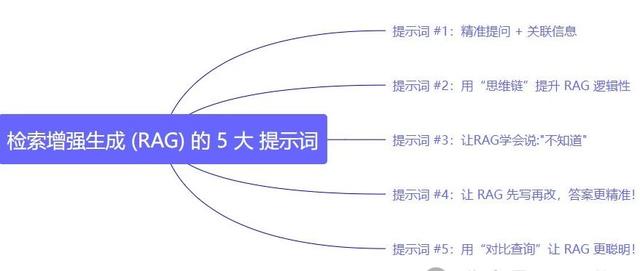 检索增强生成 (RAG) 的 5 大 提示词
提示词 #1：精准提问 + 关联信息
提示词 #2：用“思维链”提升 RAG 逻辑性
提示词 #3：让RAG学会说:"不知道"
提示词 #4：让 RAG 先写再改，答案更精准！
提示词 #5：用“对比查询”让 RAG 更聪明！